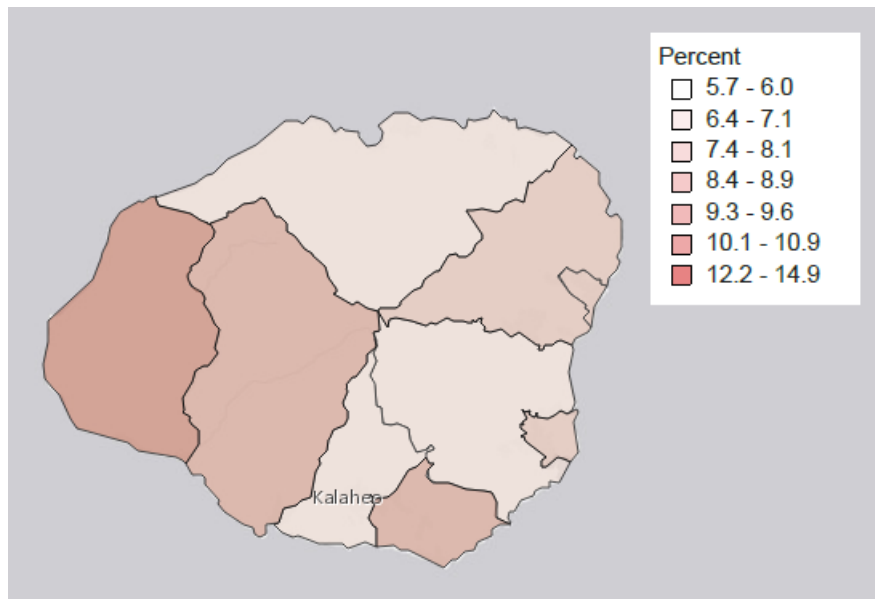 Percent
5.7 - 6.0
6.4 - 7.1
7.4 - 8.1
8.4 - 8.9
9.3 - 9.6
10.1 - 10.9
12.2 - 14.9
Kalaheo